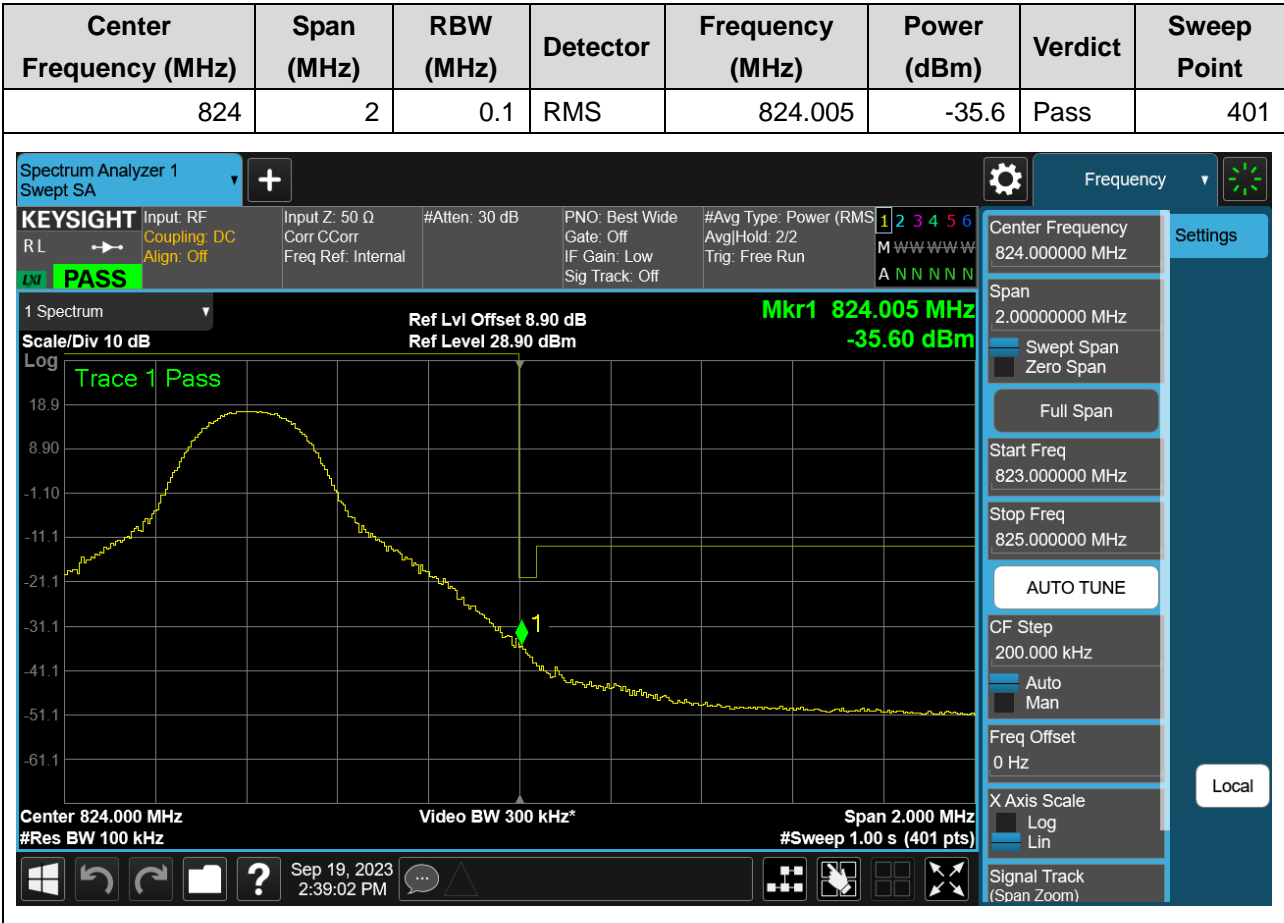 Center Frequency (MHz) Span (MHz) RBW (MHz) Detector Frequency (MHz) Power (dBm) Verdict Sweep Point
824 2 0.1 RMS 824.005 -35.6 Pass 401
Spectrum Analyzer 1
Swept SA
Frequency
KEYSIGHT
R L
LXI
PASS
Input: RF
Coupling: DC
Align: Off
Input Z: 50 Ω
Corr CCorr
Freq Ref: Internal
#Atten: 30 dB
PNO: Best Wide
Gate: Off
IF Gain: Low
Sig Track: Off
#Avg Type: Power (RMS
Avg|Hold: 2/2
Trig: Free Run
1 2 3 4 5 6
M W W W W W
A N N N N N
1 Spectrum
Scale/Div 10 dB
Ref Lvl Offset 8.90 dB
Ref Level 28.90 dBm
Mkr1 824.005 MHz
-35.60 dBm
Log
Trace 1 Pass
18.9
8.90
-1.10
-11.1
-21.1
-31.1
-41.1
-51.1
-61.1
1
Center 824.000 MHz
#Res BW 100 kHz
Video BW 300 kHz*
Span 2.000 MHz
#Sweep 1.00 s (401 pts)
Center Frequency
824.000000 MHz
Settings
Span
2.00000000 MHz
Swept Span
Zero Span
Full Span
Start Freq
823.000000 MHz
Stop Freq
825.000000 MHz
AUTO TUNE
CF Step
200.000 kHz
Auto
Man
Freq Offset
0 Hz
X Axis Scale
Log
Lin
Local
Signal Track
(Span Zoom)
?
Sep 19, 2023
2:39:02 PM